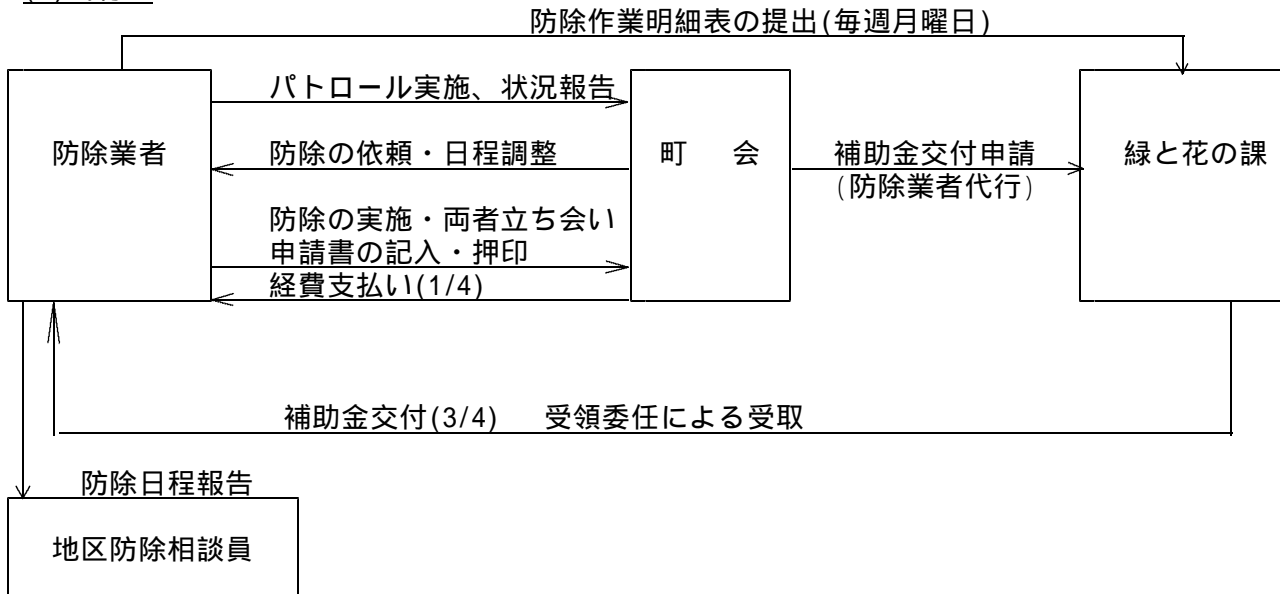 防除作業明細表の提出(毎週月曜日)
パトロール実施、状況報告
防除業者
防除の依頼・日程調整
町 会
補助金交付申請
(防除業者代行)
緑と花の課
防除の実施・両者立ち会い
申請書の記入・押印
経費支払い(1/4)
補助金交付(3/4) 受領委任による受取
防除日程報告
地区防除相談員